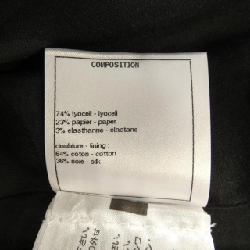 COMPOSITION
74% lyocell - lyocell
23% papier - paper
3% elasthanne - elastane
doublure - lining :
64% coton - cotton
36% soie - silk